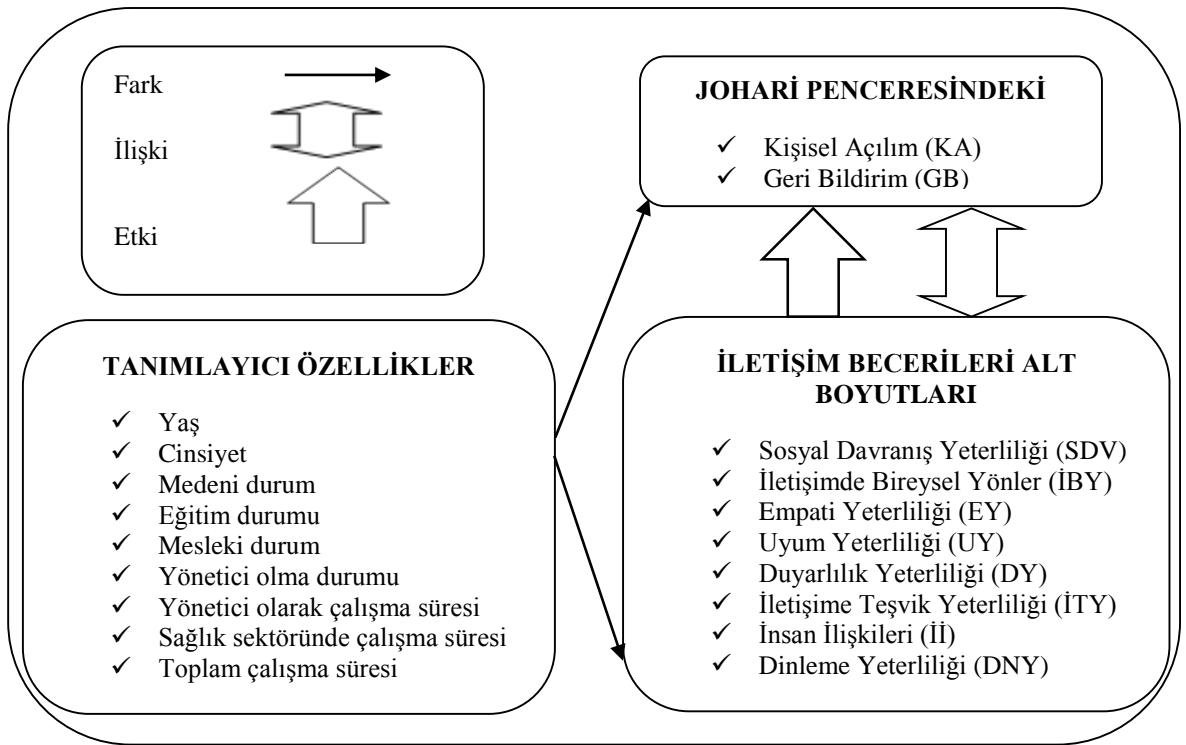 Fark
İlişki
Etki
JOHARİ PENCERESİNDEKİ
✓ Kişisel Açılım (KA)
✓ Geri Bildirim (GB)
TANIMLAYICI ÖZELLİKLER
✓ Yaş
✓ Cinsiyet
✓ Medeni durum
✓ Eğitim durumu
✓ Mesleki durum
✓ Yönetici olma durumu
✓ Yönetici olarak çalışma süresi
✓ Sağlık sektöründe çalışma süresi
✓ Toplam çalışma süresi
İLETİŞİM BECERİLERİ ALT
BOYUTLARI
✓ Sosyal Davranış Yeterliliği (SDV)
✓ İletişimde Bireysel Yönler (İBY)
✓ Empati Yeterliliği (EY)
✓ Uyum Yeterliliği (UY)
✓ Duyarlılık Yeterliliği (DY)
✓ İletişime Teşvik Yeterliliği (İTY)
✓ İnsan İlişkileri (İİ)
✓ Dinleme Yeterliliği (DNY)